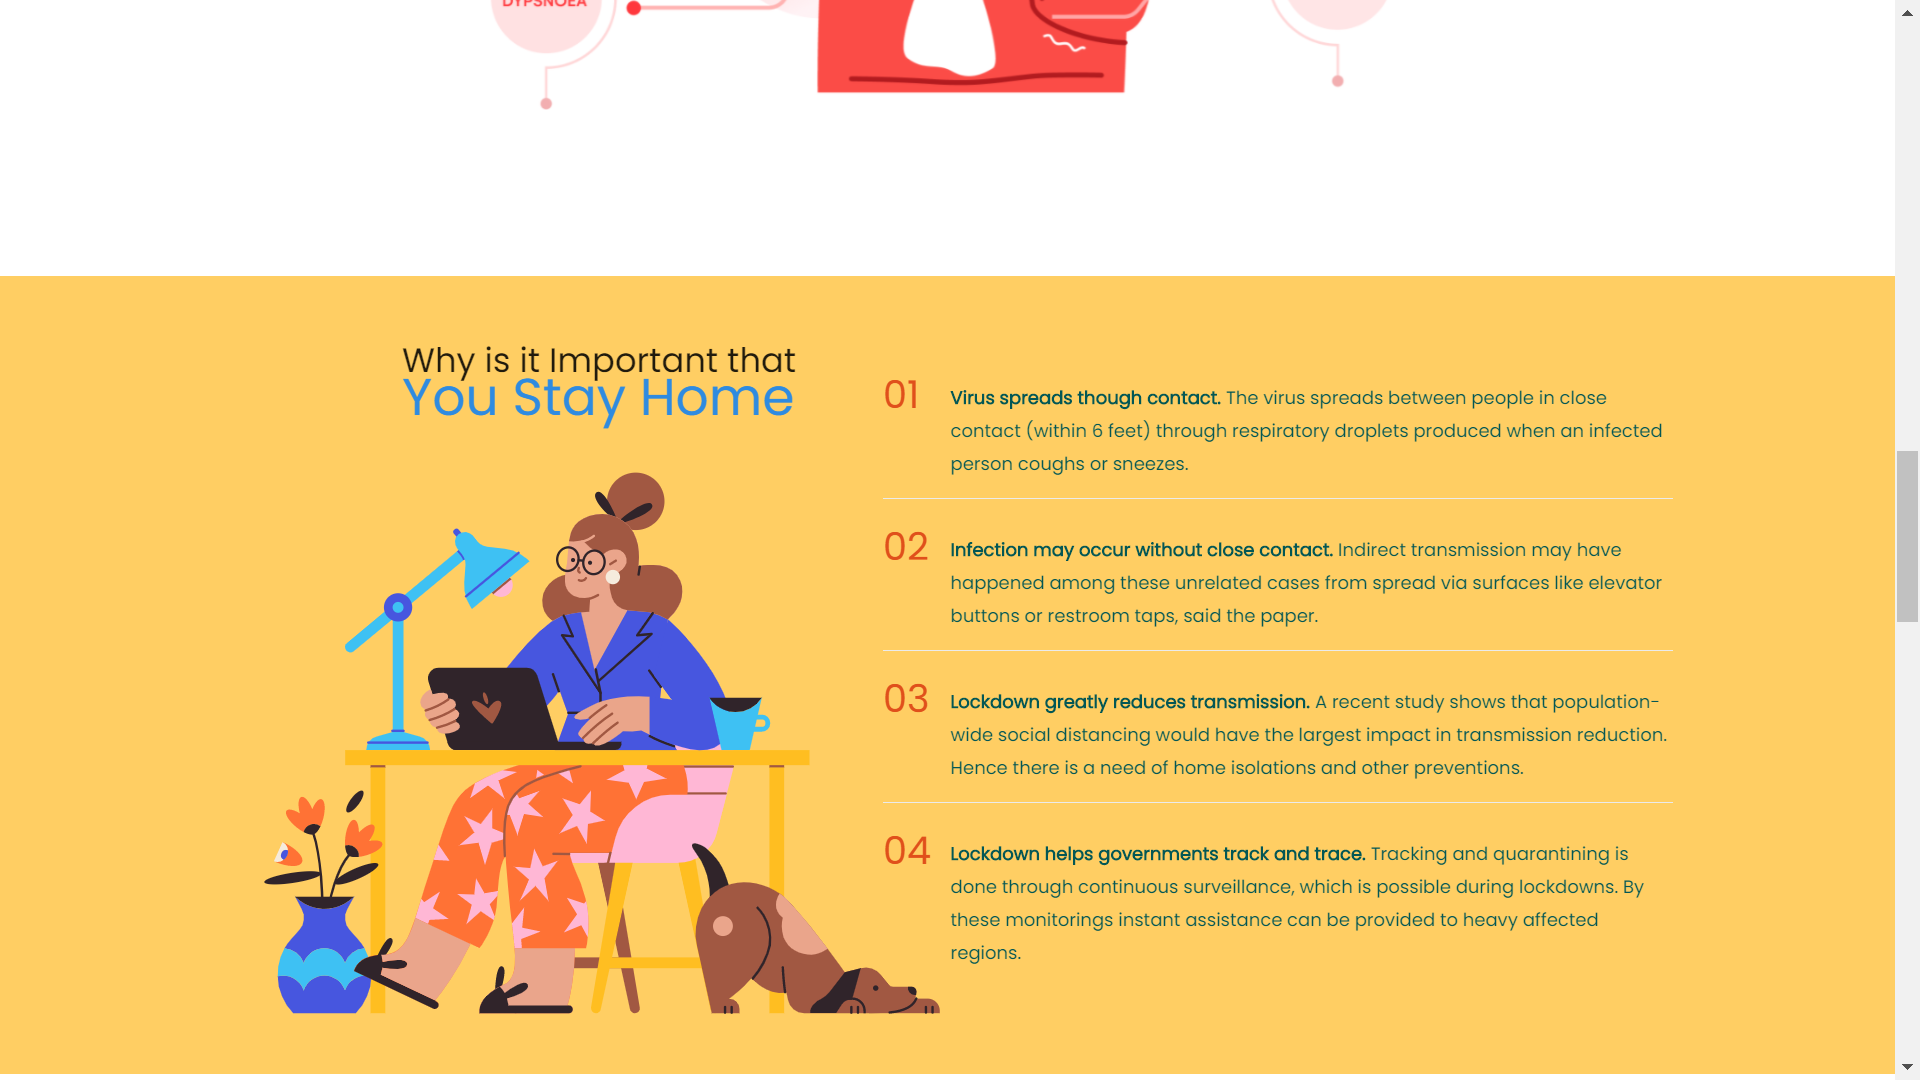 DYPSNOEA
Why is it Important that
You Stay Home
01
Virus spreads though contact. The virus spreads between people in close
contact (within 6 feet) through respiratory droplets produced when an infected
person coughs or sneezes.
02
Infection may occur without close contact. Indirect transmission may have
happened among these unrelated cases from spread via surfaces like elevator
buttons or restroom taps, said the paper.
03
Lockdown greatly reduces transmission. A recent study shows that population-
wide social distancing would have the largest impact in transmission reduction.
Hence there is a need of home isolations and other preventions.
04
Lockdown helps governments track and trace. Tracking and quarantining is
done through continuous surveillance, which is possible during lockdowns. By
these monitorings instant assistance can be provided to heavy affected
regions.